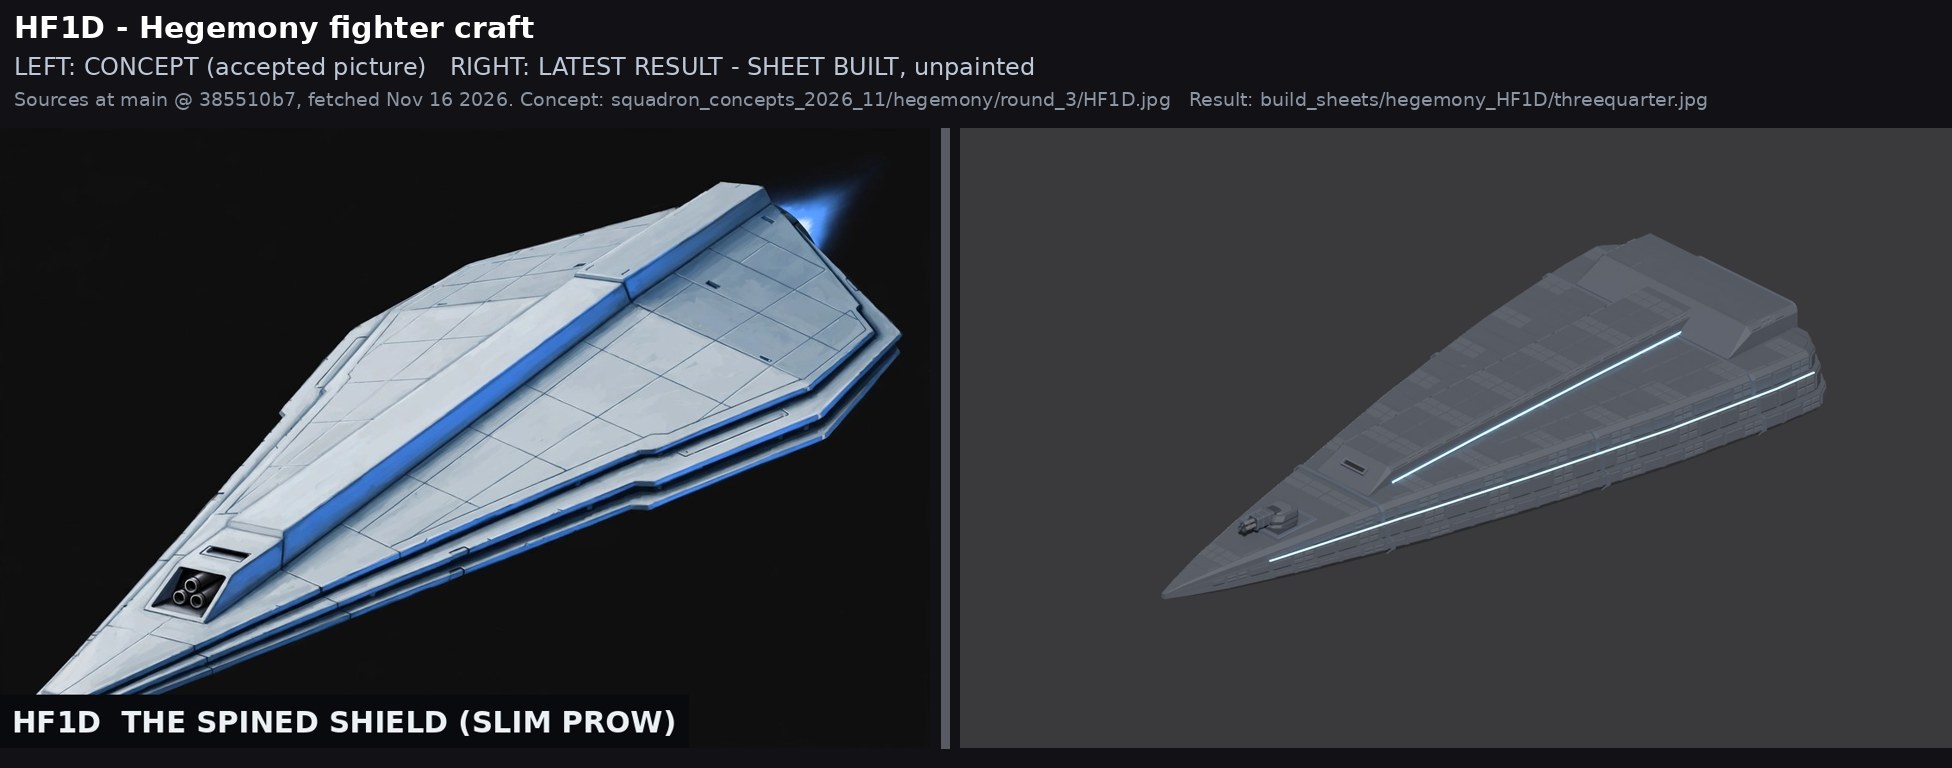 HF1D - Hegemony fighter craft
LEFT: CONCEPT (accepted picture)   RIGHT: LATEST RESULT - SHEET BUILT, unpainted
Sources at main @ 385510b7, fetched Nov 16 2026. Concept: squadron_concepts_2026_11/hegemony/round_3/HF1D.jpg   Result: build_sheets/hegemony_HF1D/threequarter.jpg
HF1D  THE SPINED SHIELD (SLIM PROW)